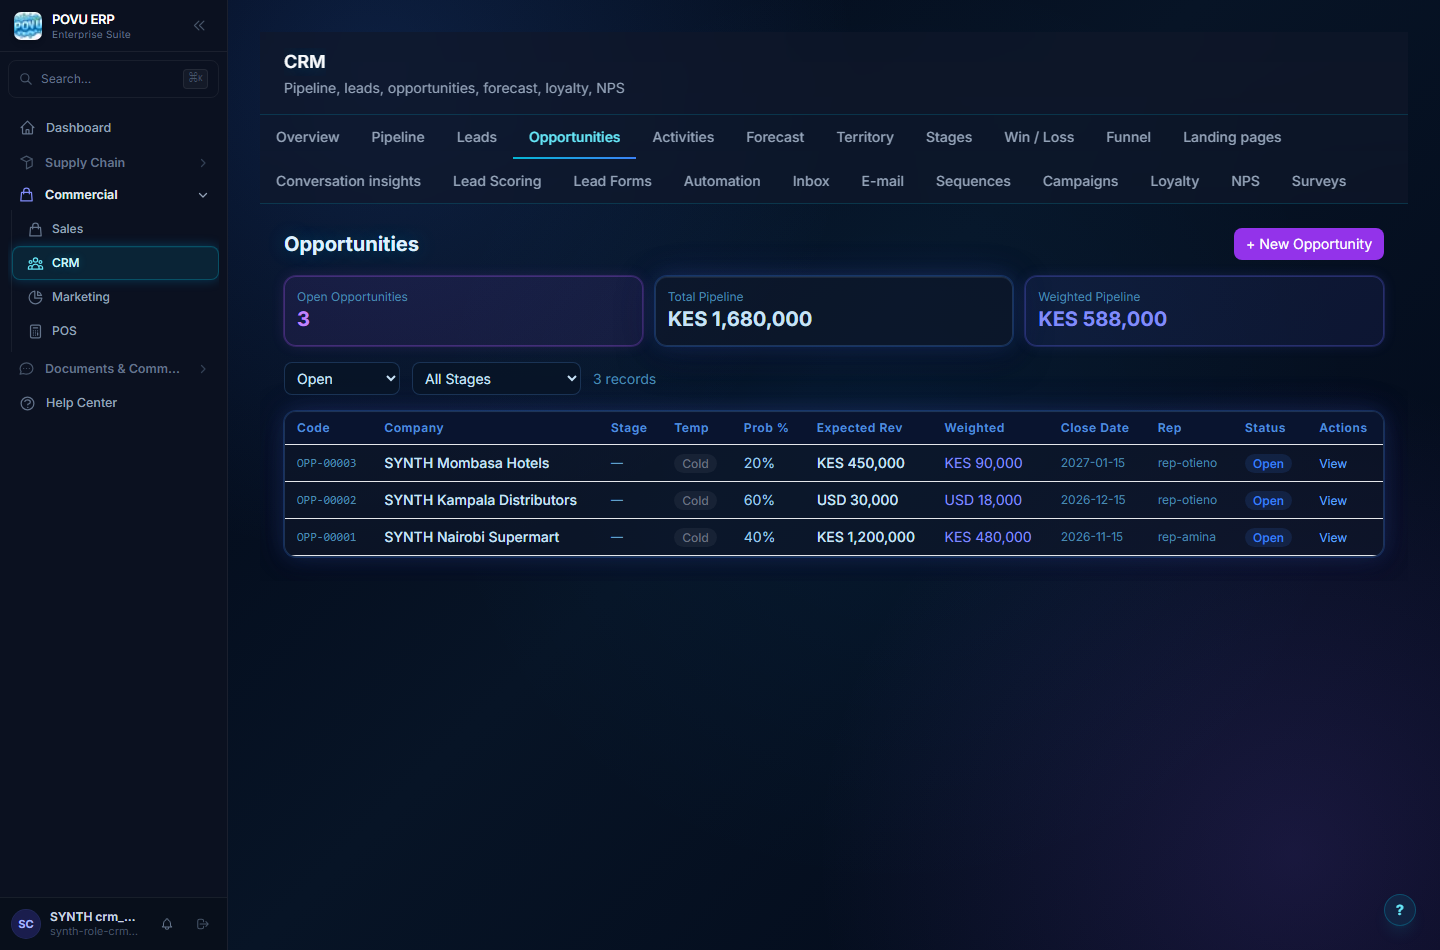 POVU ERP
Enterprise Suite
Search...
⌘K
Dashboard
Supply Chain
Commercial
Sales
CRM
Marketing
POS
Documents & Comm...
Help Center
SC
SYNTH crm_...
synth-role-crm...
CRM
Pipeline, leads, opportunities, forecast, loyalty, NPS
Overview Pipeline Leads Opportunities Activities Forecast Territory Stages Win / Loss Funnel Landing pages
Conversation insights Lead Scoring Lead Forms Automation Inbox E-mail Sequences Campaigns Loyalty NPS Surveys
Opportunities
+ New Opportunity
Open Opportunities
3
Total Pipeline
KES 1,680,000
Weighted Pipeline
KES 588,000
Open All Stages 3 records
Code Company Stage Temp Prob % Expected Rev Weighted Close Date Rep Status Actions
OPP-00003 SYNTH Mombasa Hotels — Cold 20% KES 450,000 KES 90,000 2027-01-15 rep-otieno Open View
OPP-00002 SYNTH Kampala Distributors — Cold 60% USD 30,000 USD 18,000 2026-12-15 rep-otieno Open View
OPP-00001 SYNTH Nairobi Supermart — Cold 40% KES 1,200,000 KES 480,000 2026-11-15 rep-amina Open View
?